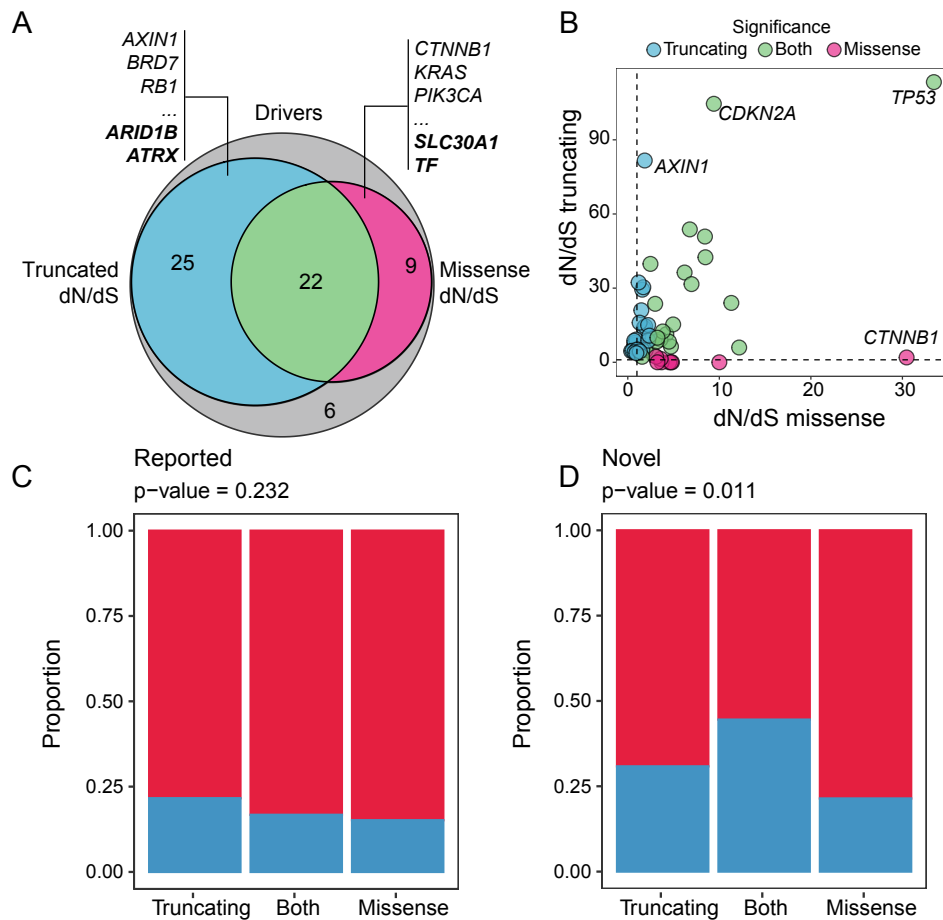 A
AXIN1
BRD7
RB1
...
ARID1B
ATRX
Drivers
CTNNB1
KRAS
PIK3CA
...
SLC30A1
TF
Truncated
dN/dS
25
22
9
Missense
dN/dS
6
B
Significance
Truncating Both Missense
dN/dS truncating
90
60
30
0
TP53
CDKN2A
AXIN1
CTNNB1
0 10 20 30
dN/dS missense
C
Reported
p−value = 0.232
Proportion
1.00
0.75
0.50
0.25
0.00
Truncating Both Missense
D
Novel
p−value = 0.011
Proportion
1.00
0.75
0.50
0.25
0.00
Truncating Both Missense